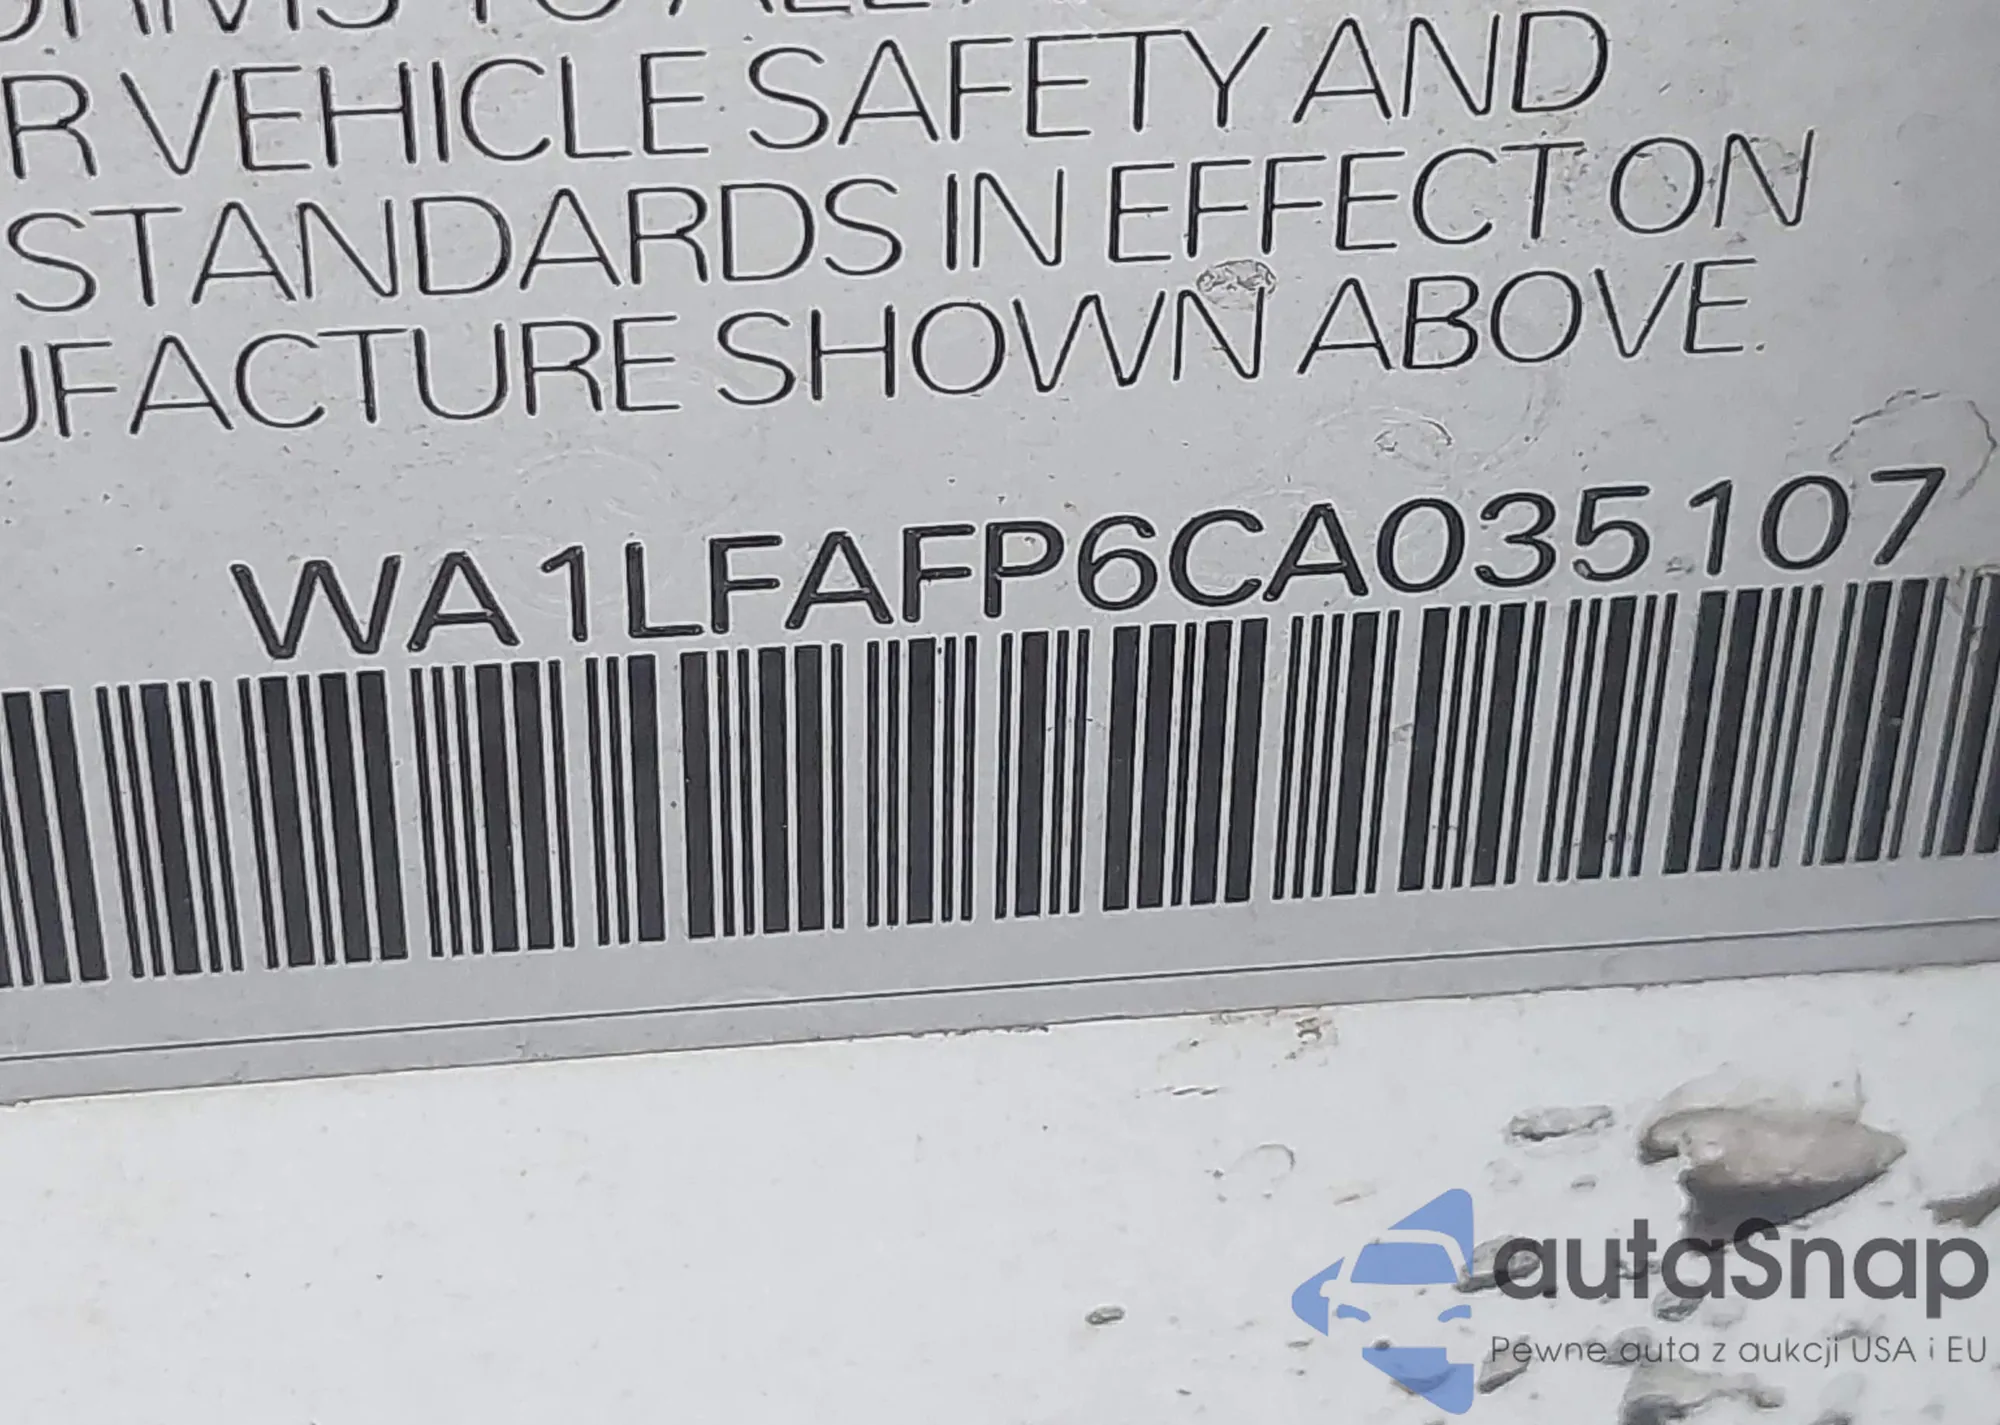 R VEHICLE SAFETY AND
STANDARDS IN EFFECT ON
UFACTURE SHOWN ABOVE.
WA1LFAFP6CA035107
autaSnap
Pewne auta z aukcji USA i EU